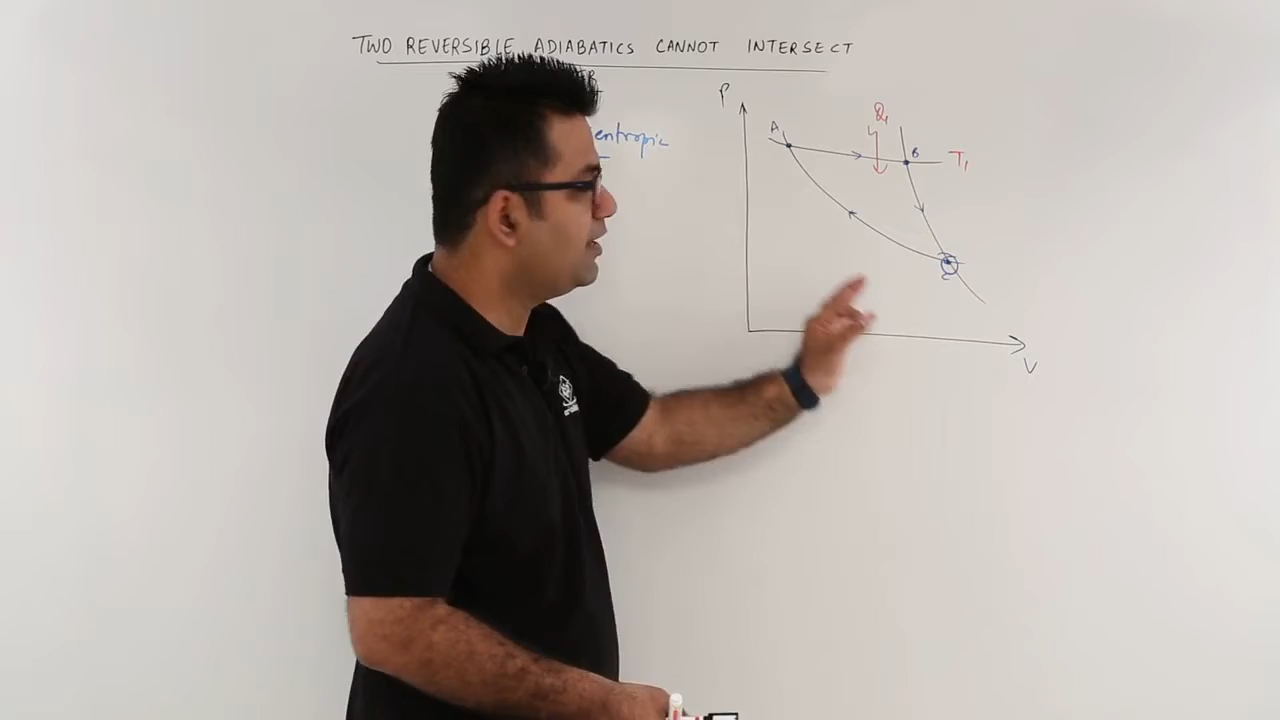 TWO REVERSIBLE ADIABATICS CANNOT INTERSECT
P
A
Q1
B
T1
entropic
C
V